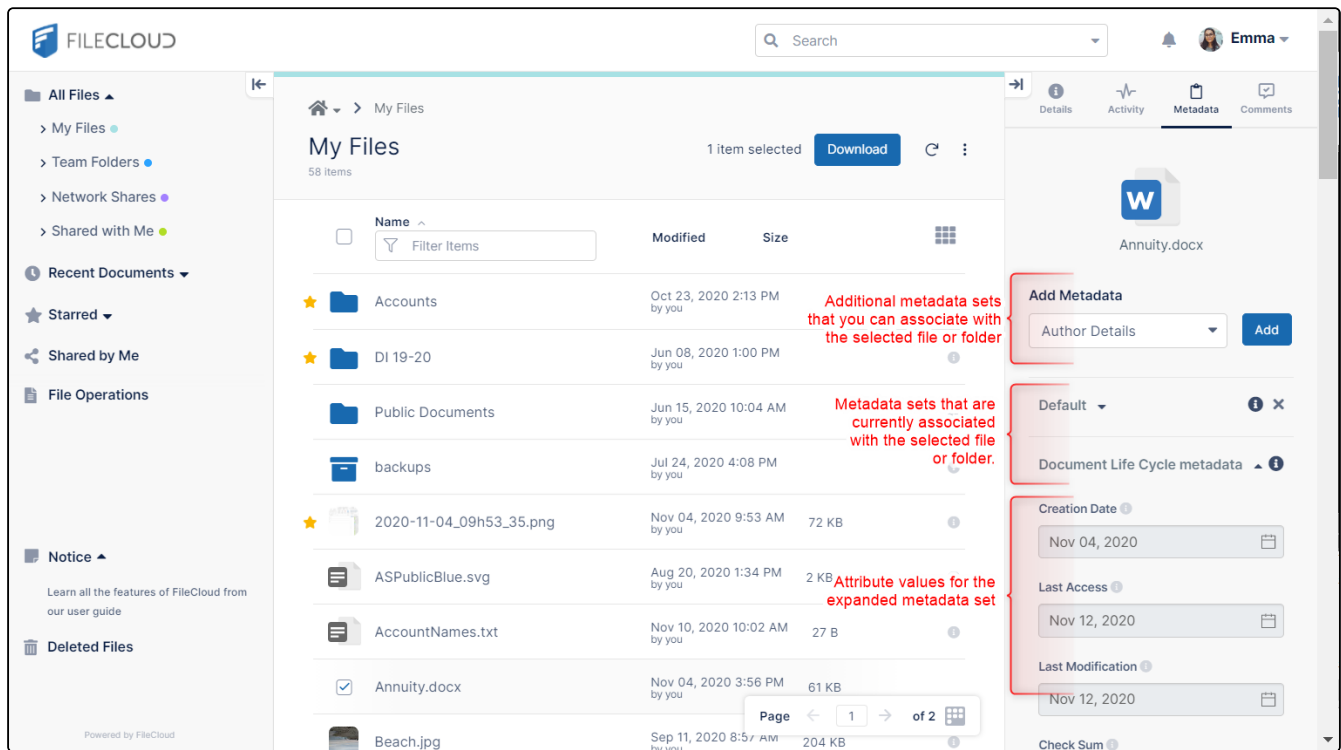 FILECLOUD
Search
Emma
All Files
My Files
Team Folders
Network Shares
Shared with Me
Recent Documents
Starred
Shared by Me
File Operations
Notice
Learn all the features of FileCloud from
our user guide
Deleted Files
Powered by FileCloud
My Files
My Files
58 items
1 item selected
Download
Name
Filter Items
Modified
Size
Accounts
Oct 23, 2020 2:13 PM
by you
DI 19-20
Jun 08, 2020 1:00 PM
by you
Public Documents
Jun 15, 2020 10:04 AM
by you
backups
Jul 24, 2020 4:08 PM
by you
2020-11-04_09h53_35.png
Nov 04, 2020 9:53 AM
by you
72 KB
ASPublicBlue.svg
Aug 20, 2020 1:34 PM
by you
2 KB
AccountNames.txt
Nov 10, 2020 10:02 AM
by you
27 B
Annuity.docx
Nov 04, 2020 3:56 PM
by you
61 KB
Beach.jpg
Sep 11, 2020 8:57 AM
by you
204 KB
Page
1
of 2
Additional metadata sets
that you can associate with
the selected file or folder
Metadata sets that are
currently associated
with the selected file
or folder.
Attribute values for the
expanded metadata set
Details
Activity
Metadata
Comments
W
Annuity.docx
Add Metadata
Author Details
Add
Default
Document Life Cycle metadata
Creation Date
Nov 04, 2020
Last Access
Nov 12, 2020
Last Modification
Nov 12, 2020
Check Sum